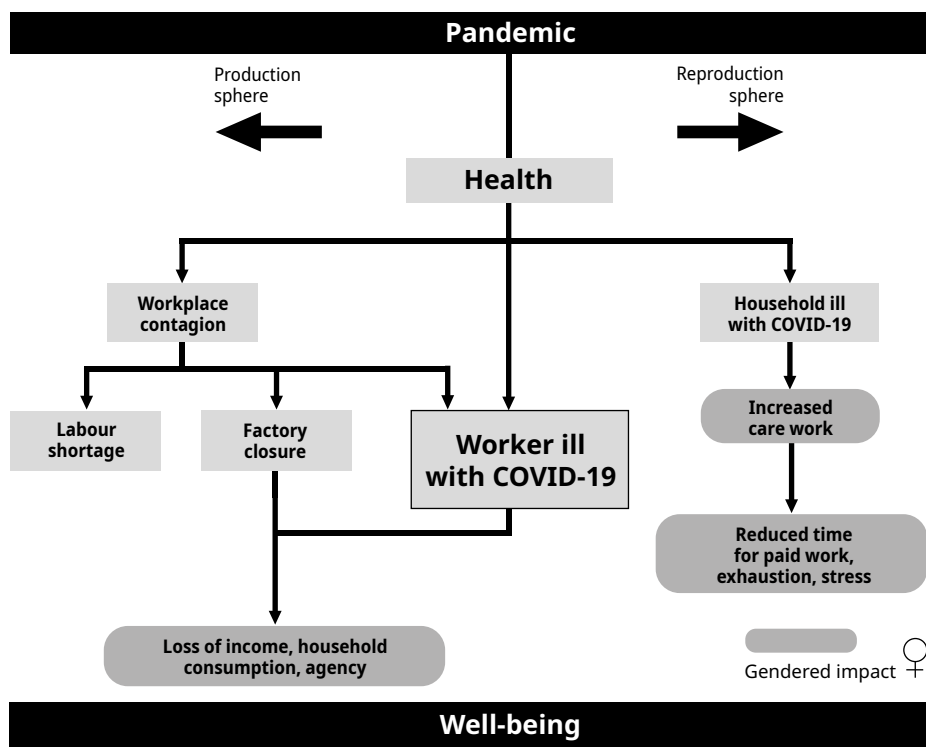 Pandemic
Production
sphere
Reproduction
sphere
Health
Workplace
contagion
Household ill
with COVID-19
Labour
shortage
Factory
closure
Worker ill
with COVID-19
Increased
care work
Reduced time
for paid work,
exhaustion, stress
Loss of income, household
consumption, agency
Gendered impact
Well-being